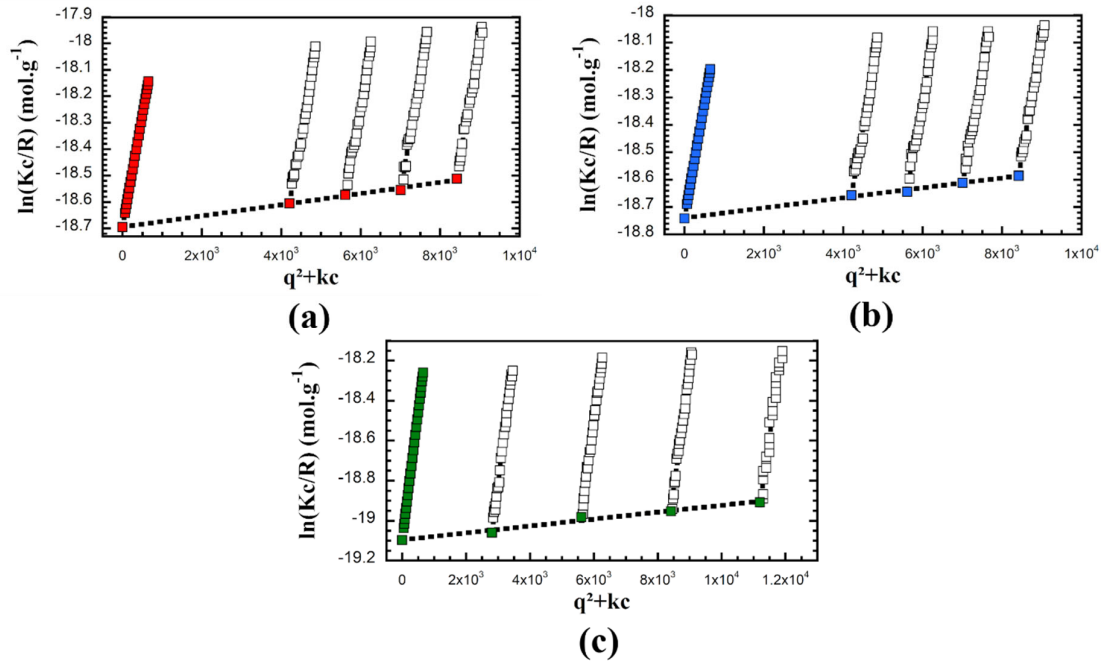 -17.9
-18
-18.1
-18.2
-18.3
-18.4
-18.5
-18.6
-18.7
ln(Kc/R) (mol.g⁻¹)
0 2x10³ 4x10³ 6x10³ 8x10³ 1x10⁴
q²+kc
(a)
-18
-18.1
-18.2
-18.3
-18.4
-18.5
-18.6
-18.7
-18.8
ln(Kc/R) (mol.g⁻¹)
0 2x10³ 4x10³ 6x10³ 8x10³ 1x10⁴
q²+kc
(b)
-18.2
-18.4
-18.6
-18.8
-19
-19.2
ln(Kc/R) (mol.g⁻¹)
0 2x10³ 4x10³ 6x10³ 8x10³ 1x10⁴ 1.2x10⁴
q²+kc
(c)